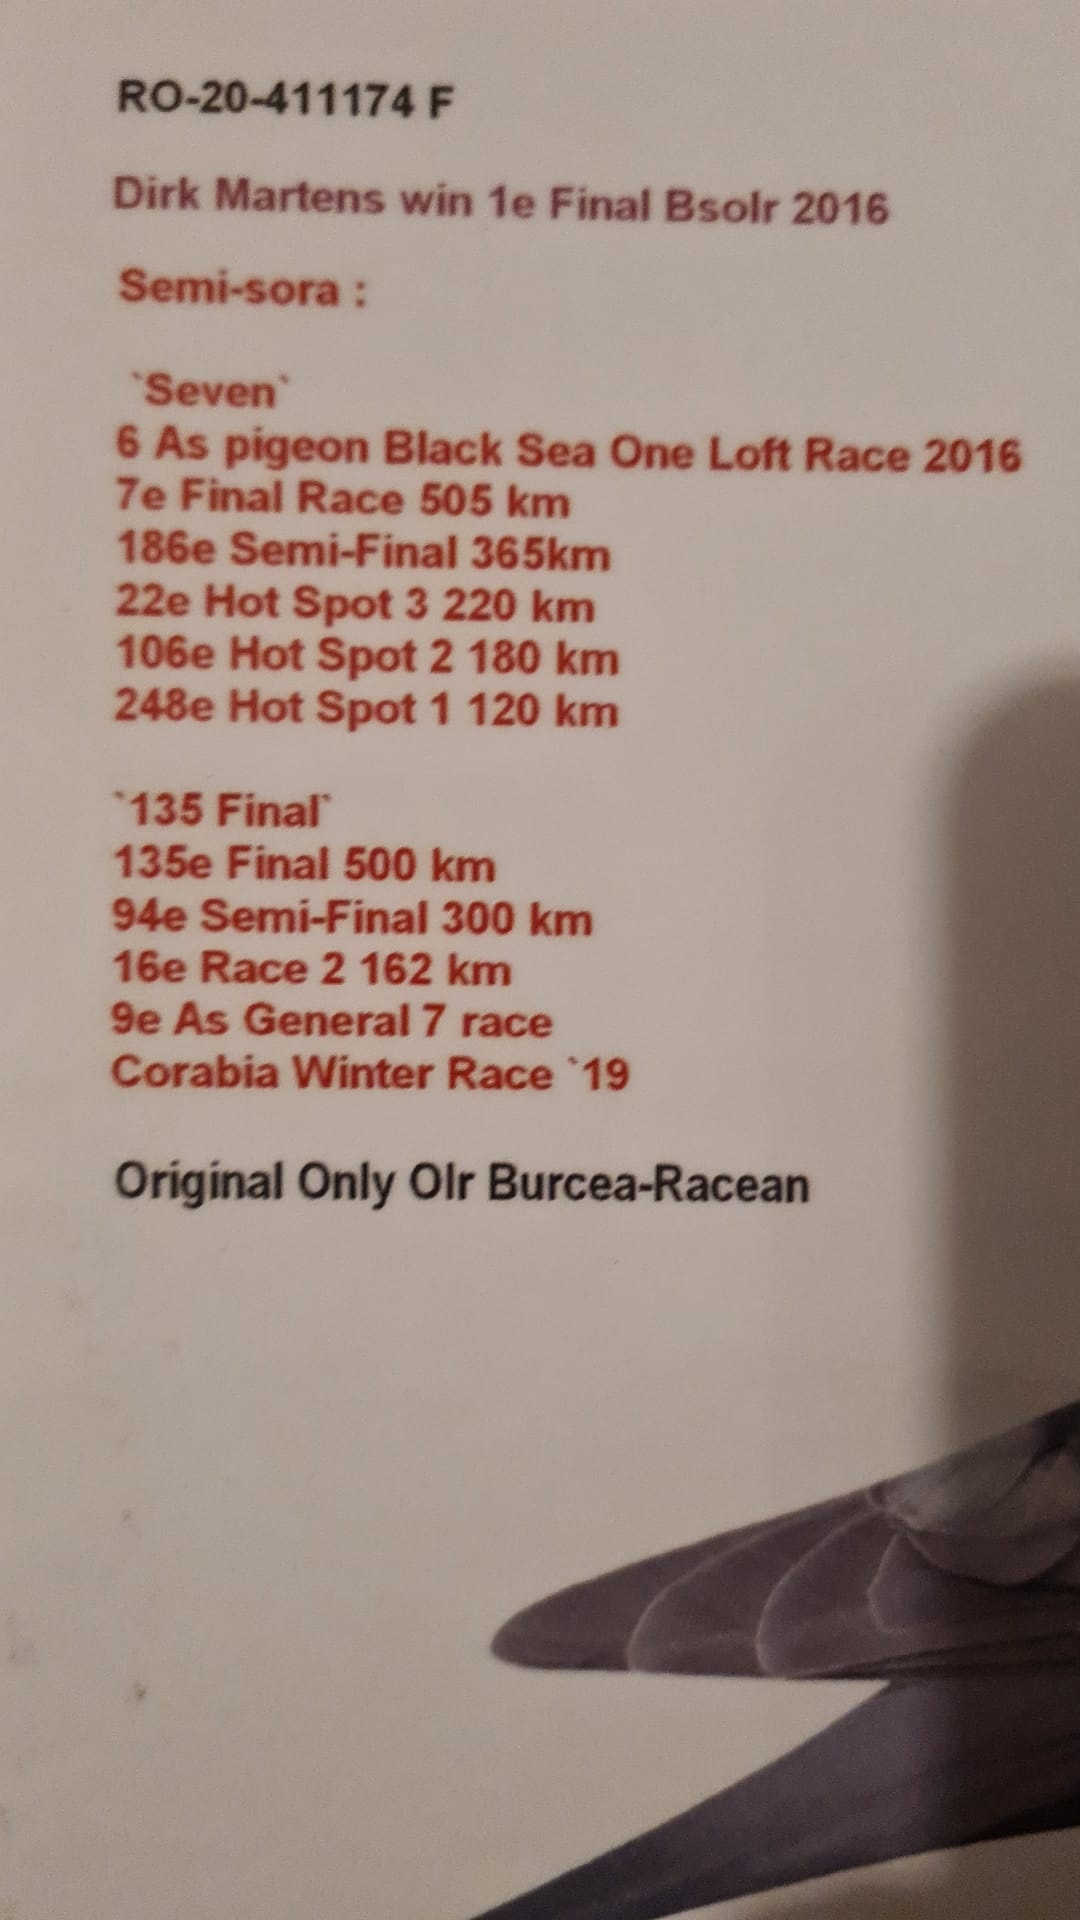 RO-20-411174 F
Dirk Martens win 1e Final Bsolr 2016
Semi-sora :
`Seven`
6 As pigeon Black Sea One Loft Race 2016
7e Final Race 505 km
186e Semi-Final 365km
22e Hot Spot 3 220 km
106e Hot Spot 2 180 km
248e Hot Spot 1 120 km
`135 Final`
135e Final 500 km
94e Semi-Final 300 km
16e Race 2 162 km
9e As General 7 race
Corabia Winter Race `19
Original Only Olr Burcea-Racean